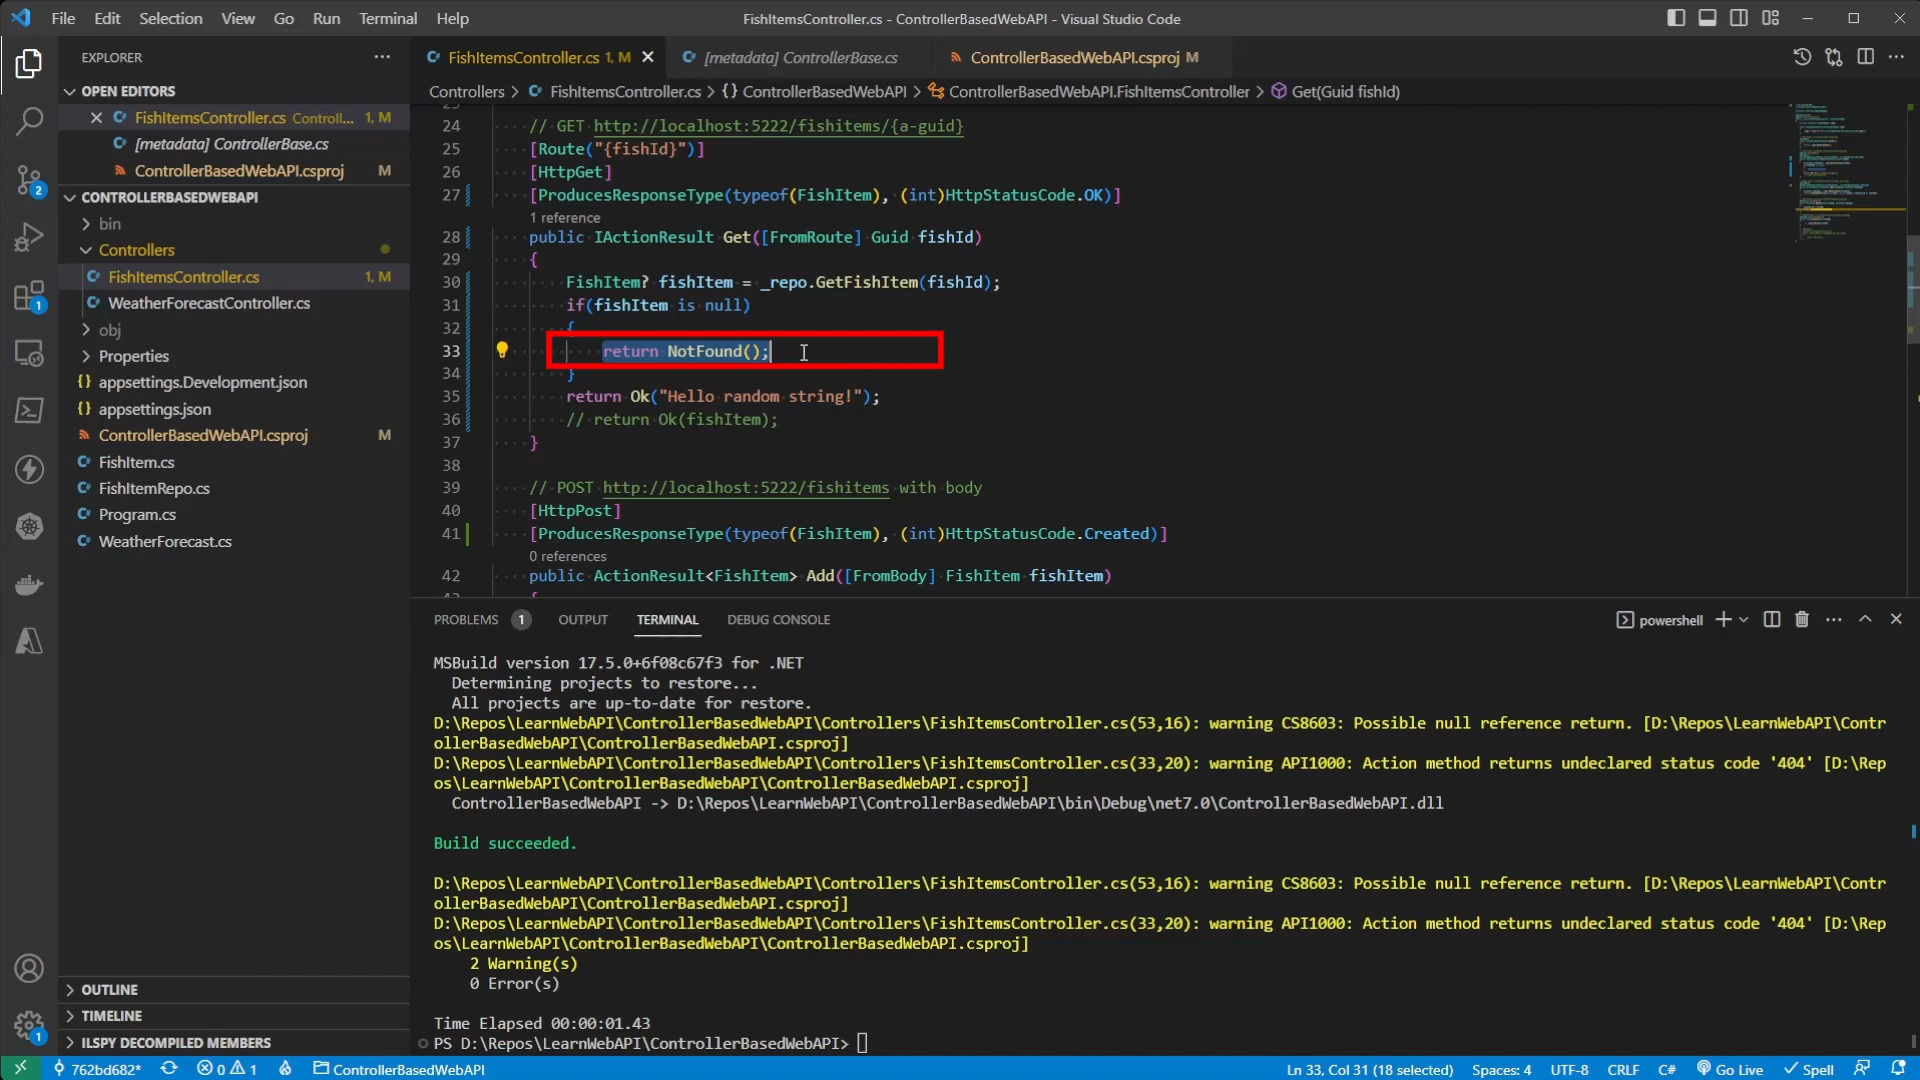 File Edit Selection View Go Run Terminal Help
FishItemsController.cs - ControllerBasedWebAPI - Visual Studio Code
EXPLORER
OPEN EDITORS
FishItemsController.cs Controll... 1, M
[metadata] ControllerBase.cs
ControllerBasedWebAPI.csproj M
CONTROLLERBASEDWEBAPI
bin
Controllers
FishItemsController.cs 1, M
WeatherForecastController.cs
obj
Properties
appsettings.Development.json
appsettings.json
ControllerBasedWebAPI.csproj M
FishItem.cs
FishItemRepo.cs
Program.cs
WeatherForecast.cs
OUTLINE
TIMELINE
ILSPY DECOMPILED MEMBERS
2
1
1
FishItemsController.cs 1, M
[metadata] ControllerBase.cs
ControllerBasedWebAPI.csproj M
Controllers > FishItemsController.cs > {} ControllerBasedWebAPI > ControllerBasedWebAPI.FishItemsController > Get(Guid fishId)
24 // GET http://localhost:5222/fishitems/{a-guid}
25 [Route("{fishId}")]
26 [HttpGet]
27 [ProducesResponseType(typeof(FishItem), (int)HttpStatusCode.OK)]
1 reference
28 public IActionResult Get([FromRoute] Guid fishId)
29 {
30 FishItem? fishItem = _repo.GetFishItem(fishId);
31 if(fishItem is null)
32 {
33 return NotFound();
34 }
35 return Ok("Hello random string!");
36 // return Ok(fishItem);
37 }
38
39 // POST http://localhost:5222/fishitems with body
40 [HttpPost]
41 [ProducesResponseType(typeof(FishItem), (int)HttpStatusCode.Created)]
0 references
42 public ActionResult<FishItem> Add([FromBody] FishItem fishItem)
PROBLEMS 1 OUTPUT TERMINAL DEBUG CONSOLE
powershell
MSBuild version 17.5.0+6f08c67f3 for .NET
Determining projects to restore...
All projects are up-to-date for restore.
D:\Repos\LearnWebAPI\ControllerBasedWebAPI\Controllers\FishItemsController.cs(53,16): warning CS8603: Possible null reference return. [D:\Repos\LearnWebAPI\Contr
ollerBasedWebAPI\ControllerBasedWebAPI.csproj]
D:\Repos\LearnWebAPI\ControllerBasedWebAPI\Controllers\FishItemsController.cs(33,20): warning API1000: Action method returns undeclared status code '404' [D:\Rep
os\LearnWebAPI\ControllerBasedWebAPI\ControllerBasedWebAPI.csproj]
ControllerBasedWebAPI -> D:\Repos\LearnWebAPI\ControllerBasedWebAPI\bin\Debug\net7.0\ControllerBasedWebAPI.dll
Build succeeded.
D:\Repos\LearnWebAPI\ControllerBasedWebAPI\Controllers\FishItemsController.cs(53,16): warning CS8603: Possible null reference return. [D:\Repos\LearnWebAPI\Contr
ollerBasedWebAPI\ControllerBasedWebAPI.csproj]
D:\Repos\LearnWebAPI\ControllerBasedWebAPI\Controllers\FishItemsController.cs(33,20): warning API1000: Action method returns undeclared status code '404' [D:\Rep
os\LearnWebAPI\ControllerBasedWebAPI\ControllerBasedWebAPI.csproj]
2 Warning(s)
0 Error(s)
Time Elapsed 00:00:01.43
PS D:\Repos\LearnWebAPI\ControllerBasedWebAPI>
762bd682* 0 1 ControllerBasedWebAPI
Ln 33, Col 31 (18 selected) Spaces: 4 UTF-8 CRLF C# Go Live Spell